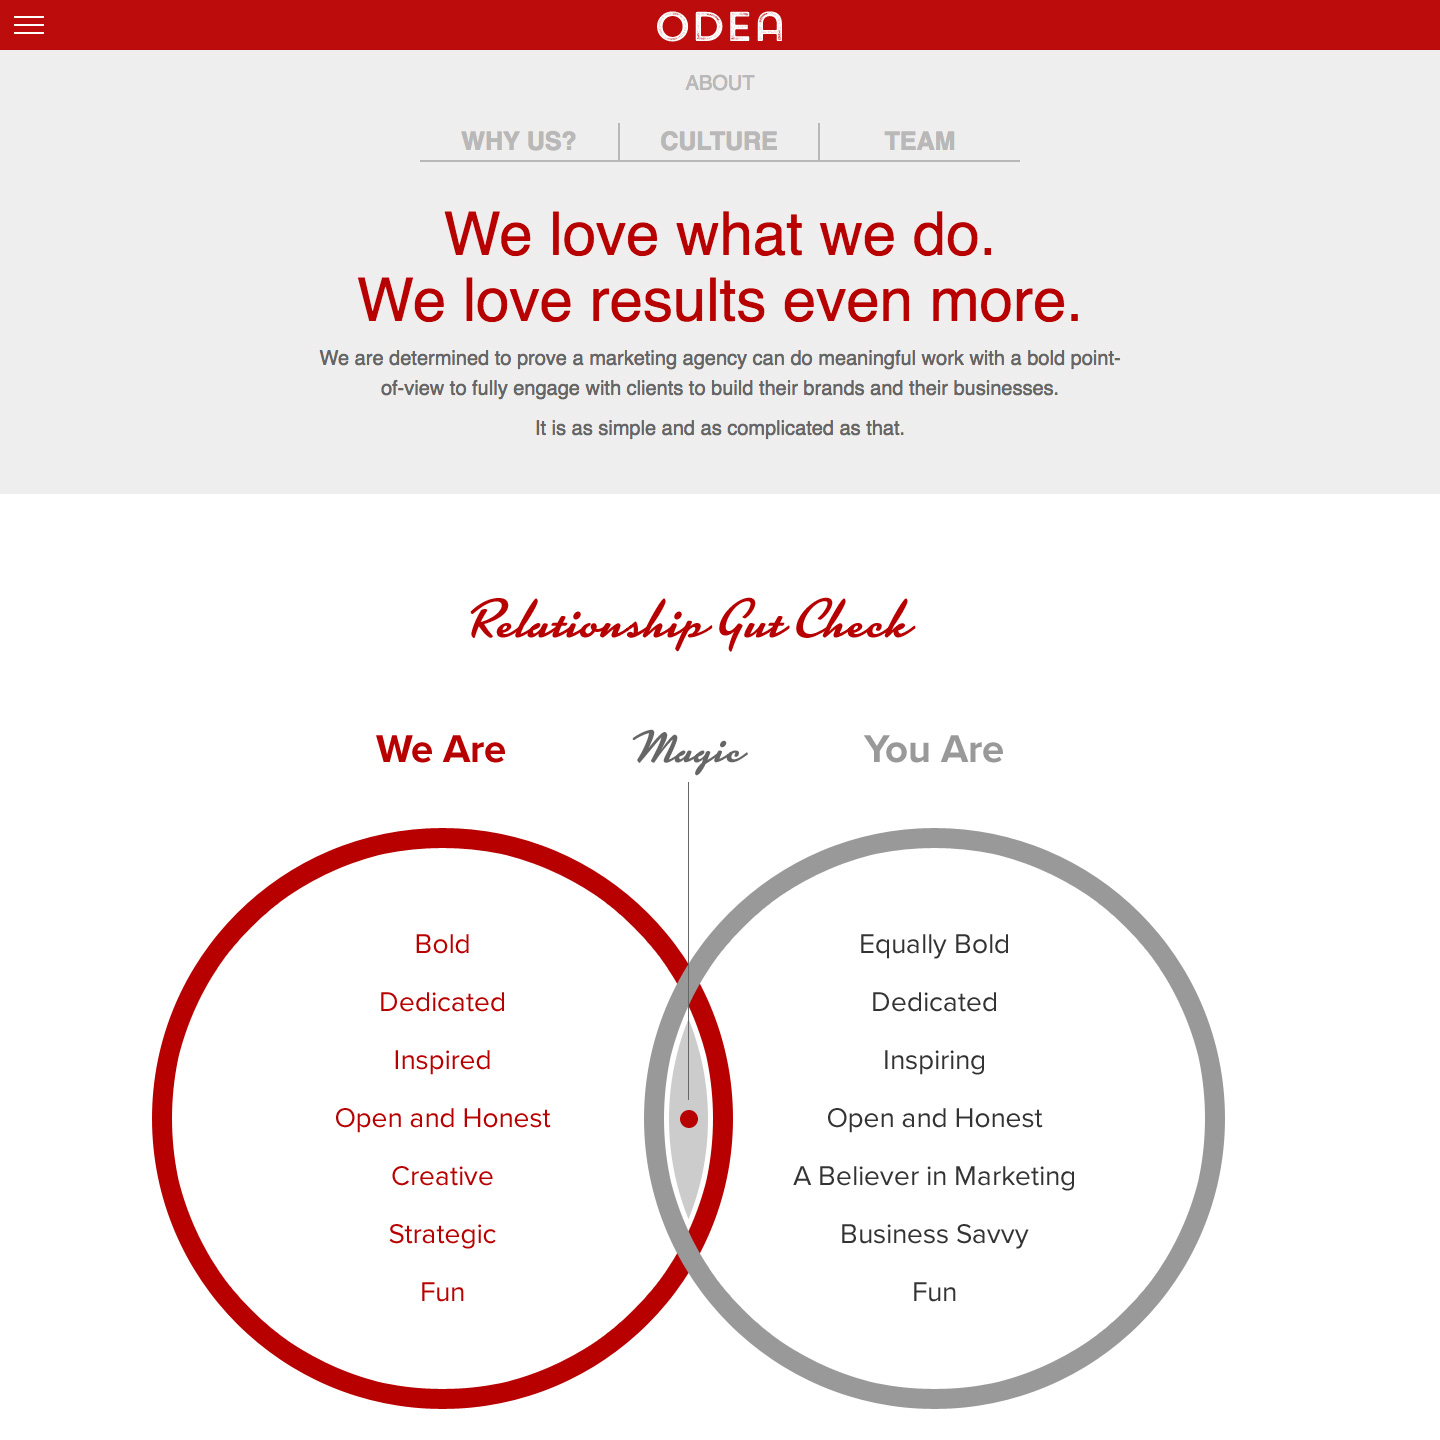 ODEA
ABOUT
WHY US? CULTURE TEAM
We love what we do.
We love results even more.
We are determined to prove a marketing agency can do meaningful work with a bold point-
of-view to fully engage with clients to build their brands and their businesses.
It is as simple and as complicated as that.
Relationship Gut Check
We Are
Magic
You Are
Bold
Dedicated
Inspired
Open and Honest
Creative
Strategic
Fun
Equally Bold
Dedicated
Inspiring
Open and Honest
A Believer in Marketing
Business Savvy
Fun